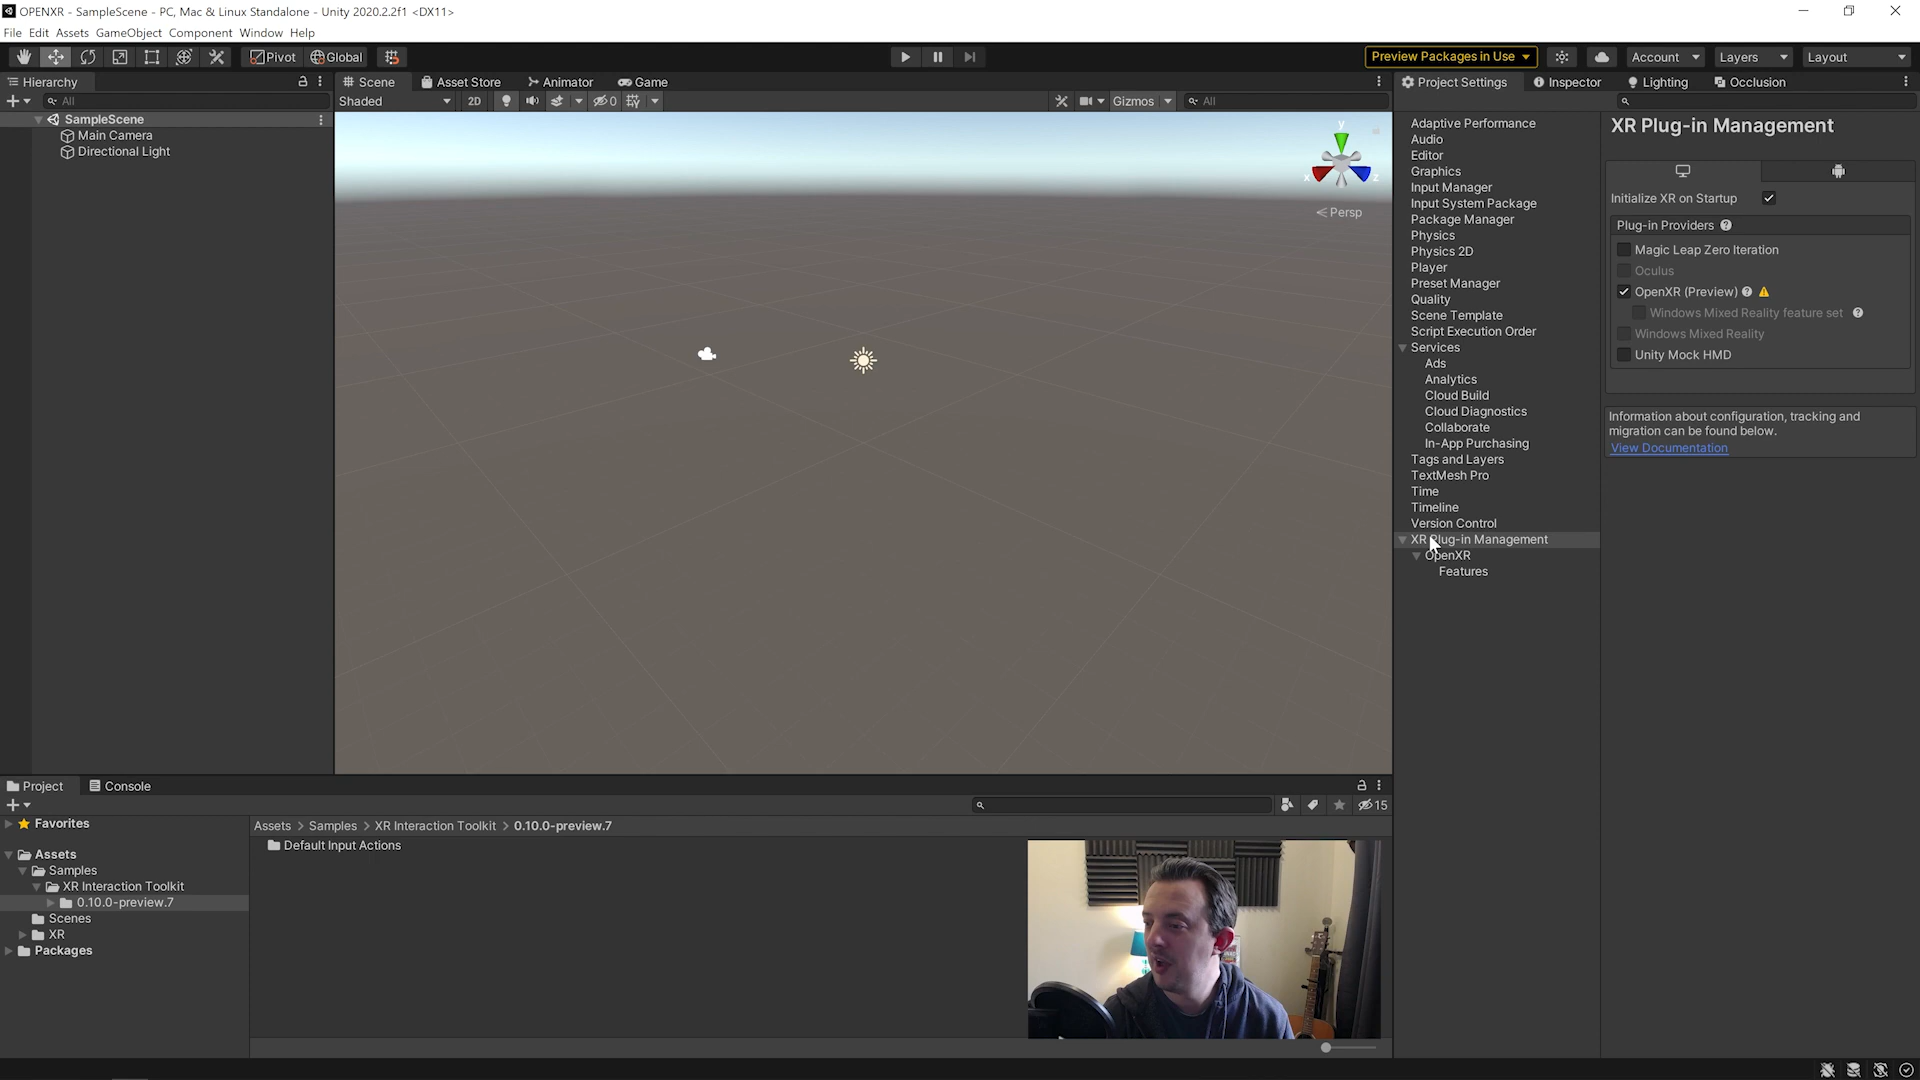 OPENXR - SampleScene - PC, Mac & Linux Standalone - Unity 2020.2.2f1 <DX11>
File Edit Assets GameObject Component Window Help
Pivot Global Preview Packages in Use Account Layers Layout
Hierarchy
All
SampleScene
Main Camera
Directional Light
Scene Asset Store Animator Game
Shaded 2D 0 Gizmos All
y
x z
Persp
Project Settings Inspector Lighting Occlusion
Adaptive Performance
Audio
Editor
Graphics
Input Manager
Input System Package
Package Manager
Physics
Physics 2D
Player
Preset Manager
Quality
Scene Template
Script Execution Order
Services
Ads
Analytics
Cloud Build
Cloud Diagnostics
Collaborate
In-App Purchasing
Tags and Layers
TextMesh Pro
Time
Timeline
Version Control
XR Plug-in Management
OpenXR
Features
XR Plug-in Management
Initialize XR on Startup
Plug-in Providers
Magic Leap Zero Iteration
Oculus
OpenXR (Preview)
Windows Mixed Reality feature set
Windows Mixed Reality
Unity Mock HMD
Information about configuration, tracking and
migration can be found below.
View Documentation
Project Console
15
Favorites
Assets
Samples
XR Interaction Toolkit
0.10.0-preview.7
Scenes
XR
Packages
Assets > Samples > XR Interaction Toolkit > 0.10.0-preview.7
Default Input Actions